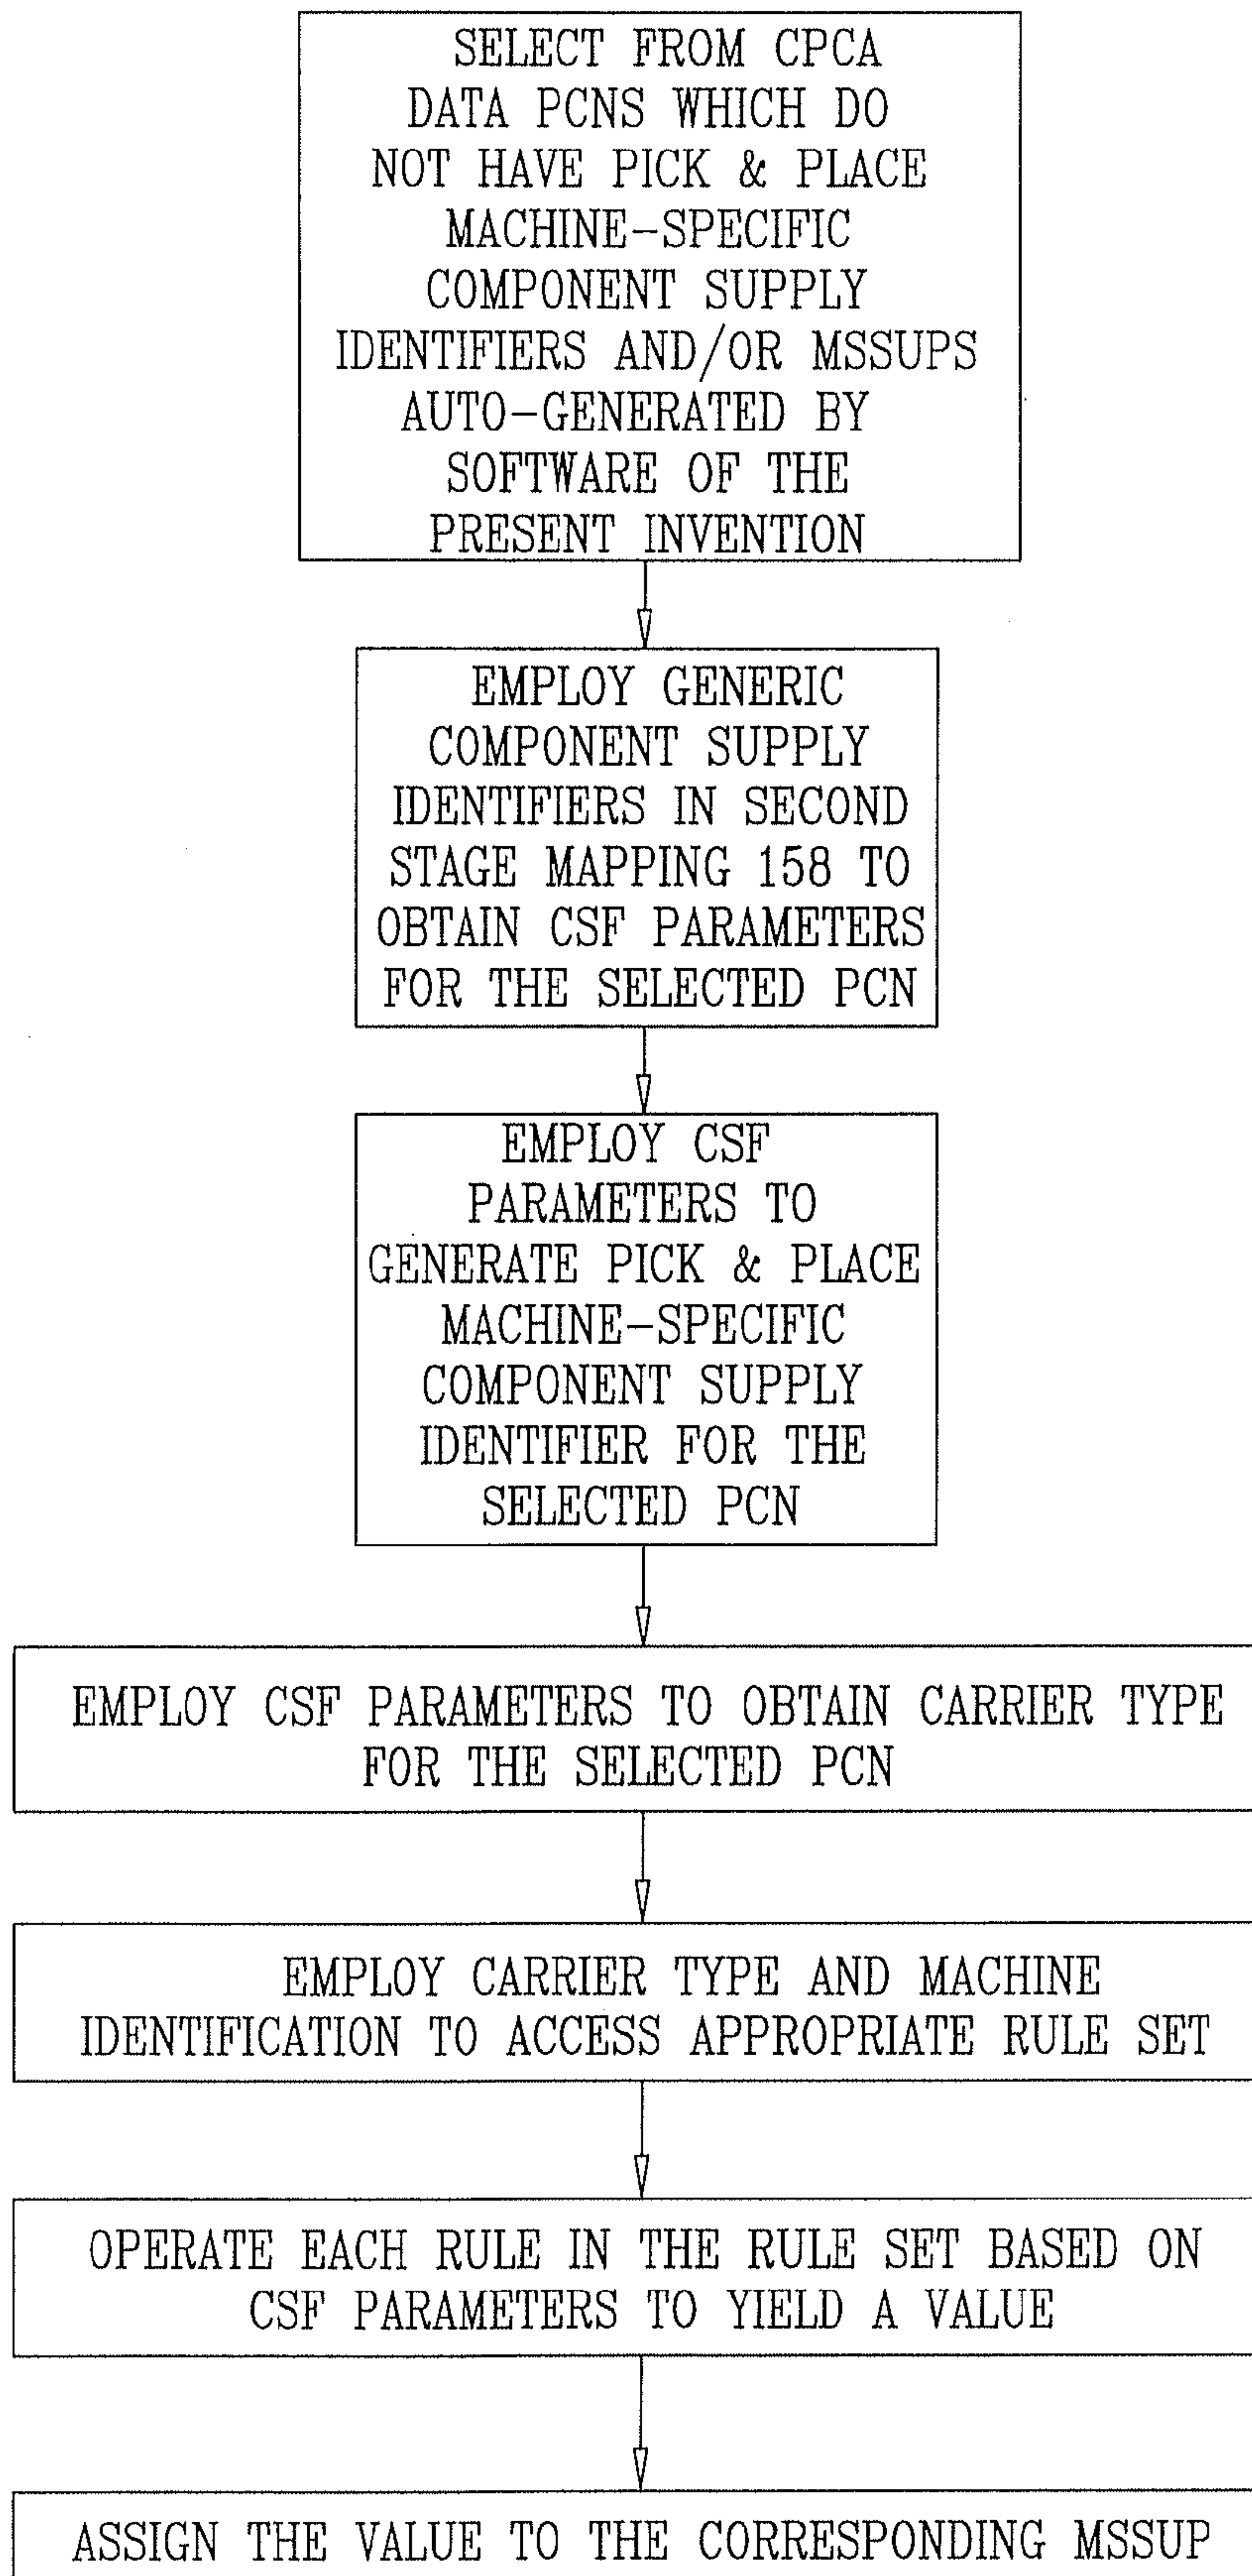 SELECT FROM CPCA
DATA PCNS WHICH DO
NOT HAVE PICK & PLACE
MACHINE-SPECIFIC
COMPONENT SUPPLY
IDENTIFIERS AND/OR MSSUPS
AUTO-GENERATED BY
SOFTWARE OF THE
PRESENT INVENTION
EMPLOY GENERIC
COMPONENT SUPPLY
IDENTIFIERS IN SECOND
STAGE MAPPING 158 TO
OBTAIN CSF PARAMETERS
FOR THE SELECTED PCN
EMPLOY CSF
PARAMETERS TO
GENERATE PICK & PLACE
MACHINE-SPECIFIC
COMPONENT SUPPLY
IDENTIFIER FOR THE
SELECTED PCN
EMPLOY CSF PARAMETERS TO OBTAIN CARRIER TYPE
FOR THE SELECTED PCN
EMPLOY CARRIER TYPE AND MACHINE
IDENTIFICATION TO ACCESS APPROPRIATE RULE SET
OPERATE EACH RULE IN THE RULE SET BASED ON
CSF PARAMETERS TO YIELD A VALUE
ASSIGN THE VALUE TO THE CORRESPONDING MSSUP